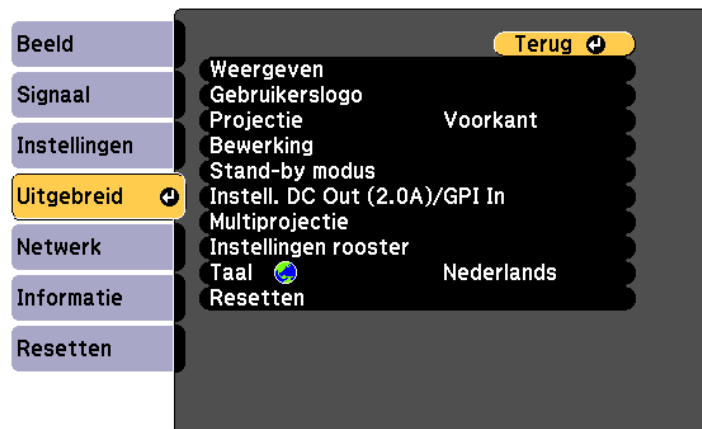 Beeld
Signaal
Instellingen
Uitgebreid
Netwerk
Informatie
Resetten
Terug
Weergeven
Gebruikerslogo
Projectie Voorkant
Bewerking
Stand-by modus
Instell. DC Out (2.0A)/GPI In
Multiprojectie
Instellingen rooster
Taal Nederlands
Resetten